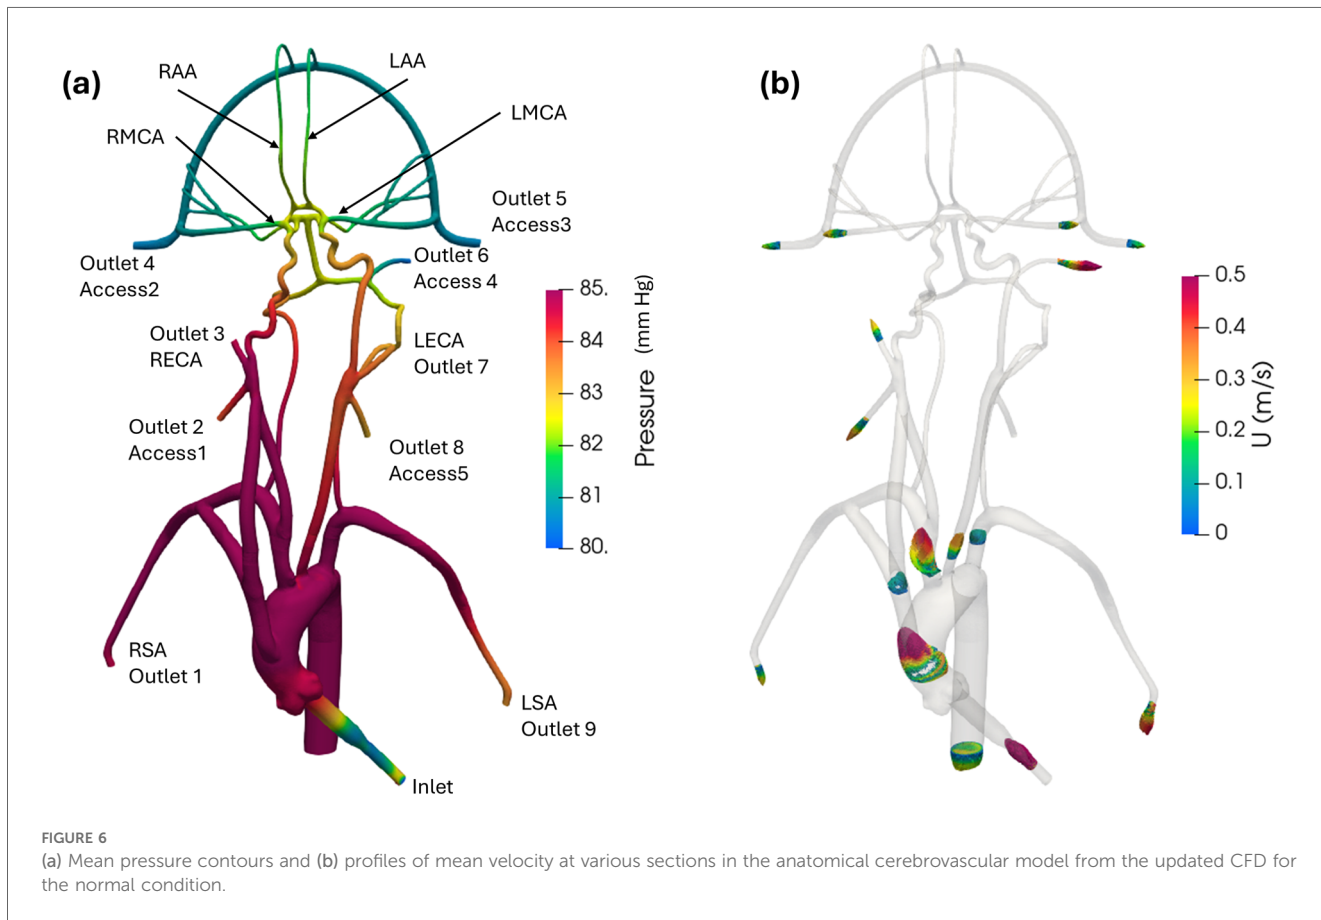 (a)
RAA
LAA
RMCA
LMCA
Outlet 5
Access3
Outlet 4
Access2
Outlet 6
Access 4
Outlet 3
RECA
LECA
Outlet 7
Outlet 2
Access1
Outlet 8
Access5
RSA
Outlet 1
LSA
Outlet 9
Inlet
85.
84
83
82
81
80.
Pressure (mm Hg)
(b)
0.5
0.4
0.3
0.2
0.1
0
U (m/s)
FIGURE 6
(a) Mean pressure contours and (b) profiles of mean velocity at various sections in the anatomical cerebrovascular model from the updated CFD for
the normal condition.